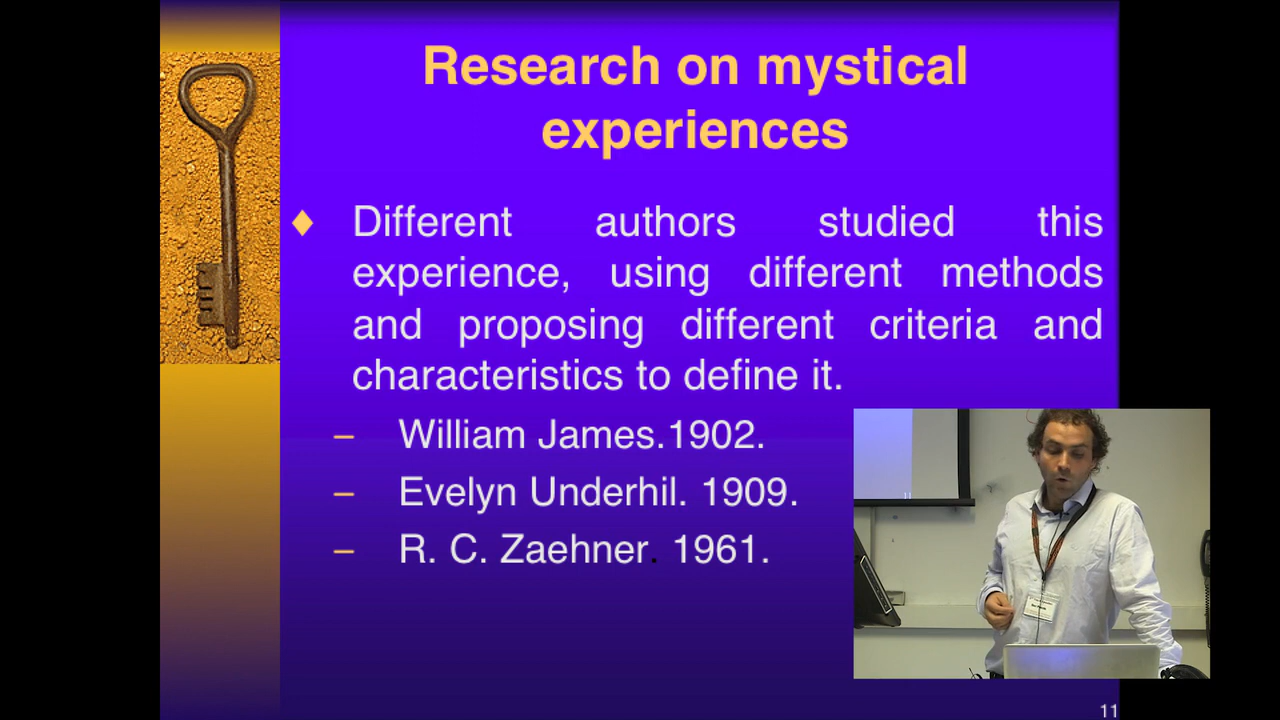 Research on mystical
experiences
Different authors studied this
experience, using different methods
and proposing different criteria and
characteristics to define it.
– William James.1902.
– Evelyn Underhil. 1909.
– R. C. Zaehner. 1961.
11